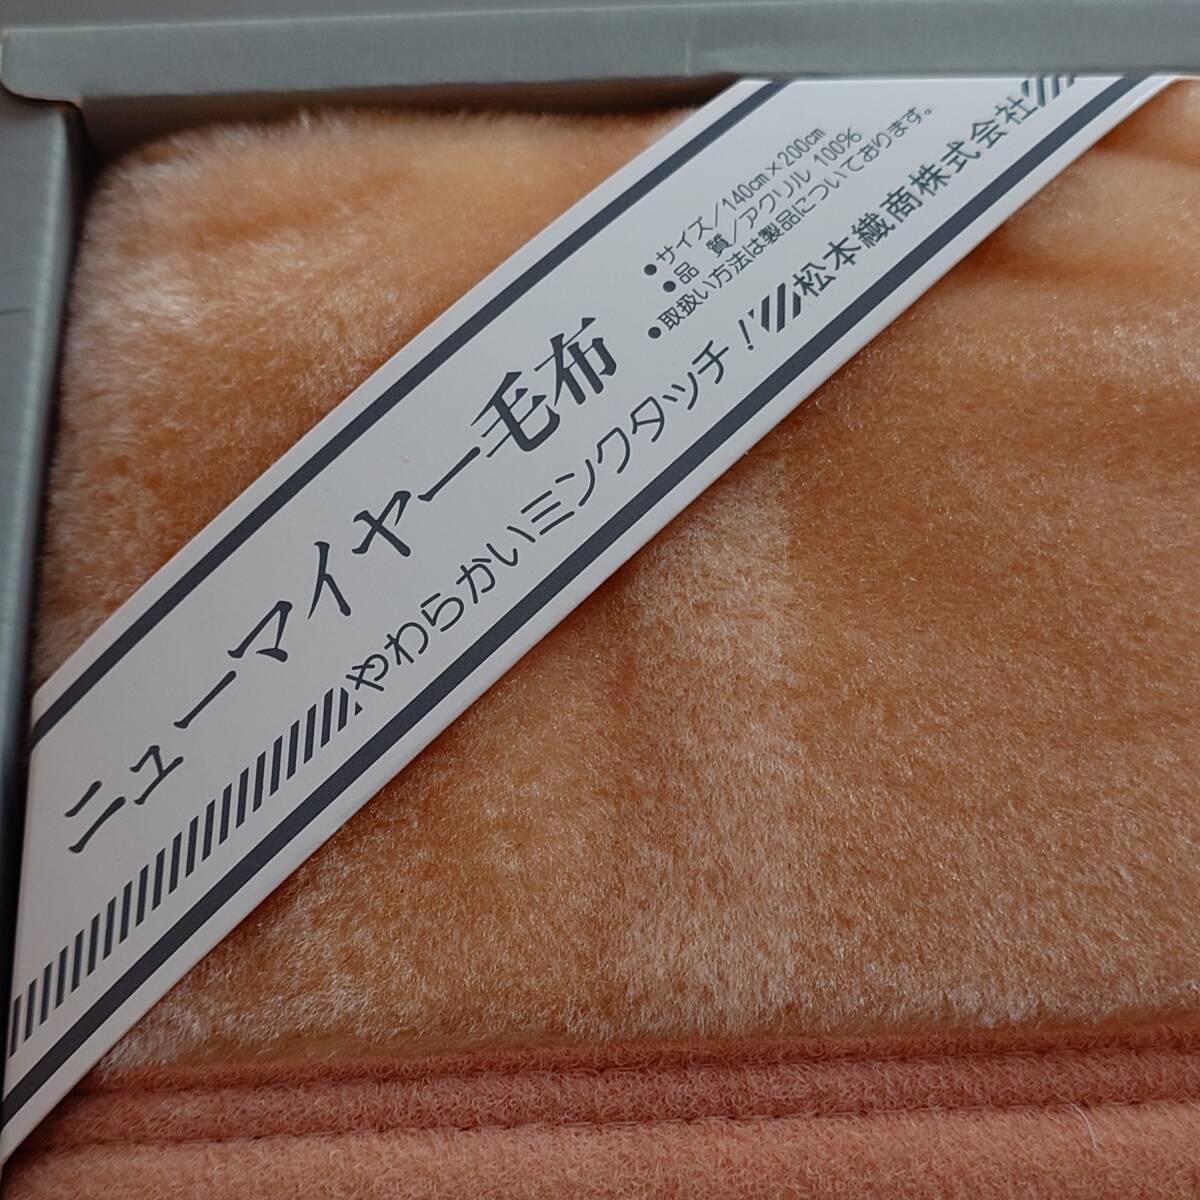 ニューマイヤー毛布
やわらかいミンクタッチ!
●サイズ/140cm×200cm
●品 質/アクリル 100%
●取扱い方法は製品についております。
松本繊商株式会社